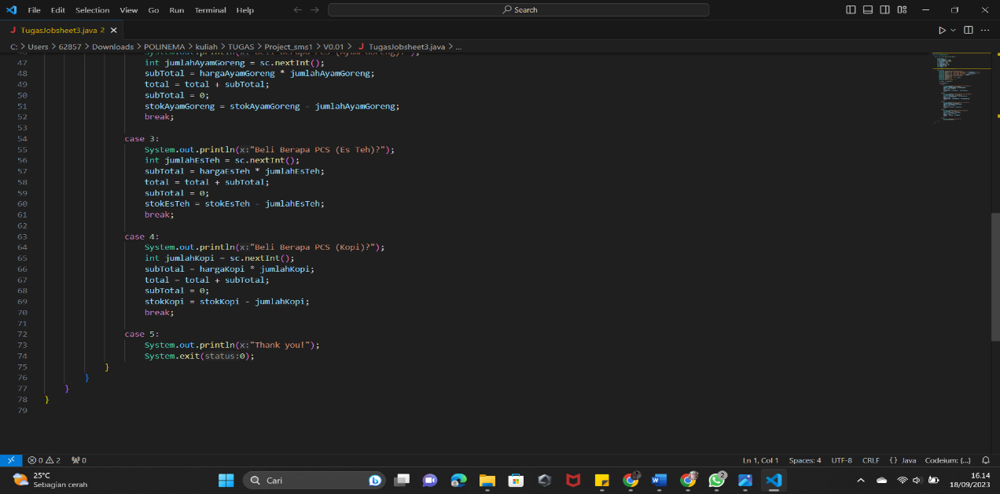 File Edit Selection View Go Run Terminal Help Search
TugasJobsheet3.java 2
C: > Users > 62857 > Downloads > POLINEMA > kuliah > TUGAS > Project_sms1 > V0.01 > J TugasJobsheet3.java > ...
47 int jumlahAyamGoreng = sc.nextInt();
48 subTotal = hargaAyamGoreng * jumlahAyamGoreng;
49 total = total + subTotal;
50 subTotal = 0;
51 stokAyamGoreng = stokAyamGoreng - jumlahAyamGoreng;
52 break;
53
54 case 3:
55 System.out.println(x:"Beli Berapa PCS (Es Teh)?");
56 int jumlahEsTeh = sc.nextInt();
57 subTotal = hargaEsTeh * jumlahEsTeh;
58 total = total + subTotal;
59 subTotal = 0;
60 stokEsTeh = stokEsTeh - jumlahEsTeh;
61 break;
62
63 case 4:
64 System.out.println(x:"Beli Berapa PCS (Kopi)?");
65 int jumlahKopi = sc.nextInt();
66 subTotal = hargaKopi * jumlahKopi;
67 total = total + subTotal;
68 subTotal = 0;
69 stokKopi = stokKopi - jumlahKopi;
70 break;
71
72 case 5:
73 System.out.println(x:"Thank you!");
74 System.exit(status:0);
75 }
76 }
77 }
78 }
79
0 2 0 Ln 1, Col 1 Spaces: 4 UTF-8 CRLF {} Java Codeium: {...}
25°C
Sebagian cerah
Cari
2
16.14
18/09/2023